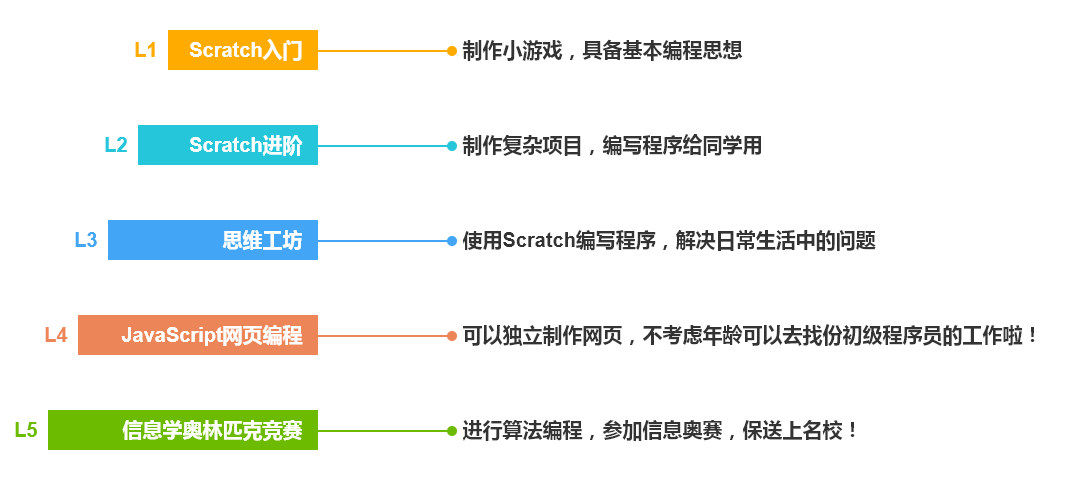 L1 Scratch入门 制作小游戏，具备基本编程思想
L2 Scratch进阶 制作复杂项目，编写程序给同学用
L3 思维工坊 使用Scratch编写程序，解决日常生活中的问题
L4 JavaScript网页编程 可以独立制作网页，不考虑年龄可以去找份初级程序员的工作啦！
L5 信息学奥林匹克竞赛 进行算法编程，参加信息奥赛，保送上名校！